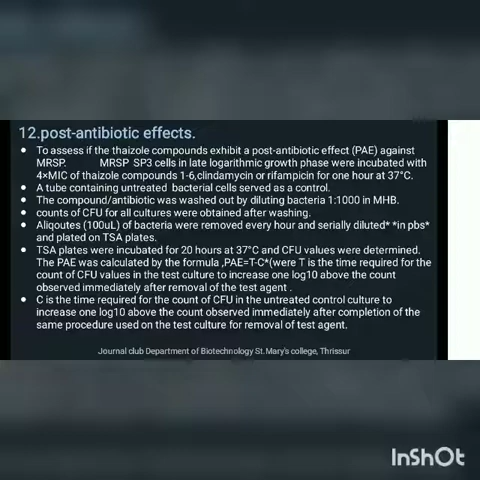 12.post-antibiotic effects.
• To assess if the thaizole compounds exhibit a post-antibiotic effect (PAE) against
MRSP. MRSP SP3 cells in late logarithmic growth phase were incubated with
4×MIC of thaizole compounds 1-6,clindamycin or rifampicin for one hour at 37°C.
• A tube containing untreated bacterial cells served as a control.
• The compound/antibiotic was washed out by diluting bacteria 1:1000 in MHB.
• counts of CFU for all cultures were obtained after washing.
• Aliqoutes (100uL) of bacteria were removed every hour and serially diluted* *in pbs*
and plated on TSA plates.
• TSA plates were incubated for 20 hours at 37°C and CFU values were determined.
The PAE was calculated by the formula ,PAE=T-C*(were T is the time required for the
count of CFU values in the test culture to increase one log10 above the count
observed immediately after removal of the test agent .
• C is the time required for the count of CFU in the untreated control culture to
increase one log10 above the count observed immediately after completion of the
same procedure used on the test culture for removal of test agent.
Journal club Department of Biotechnology St.Mary's college, Thrissur
InShOt